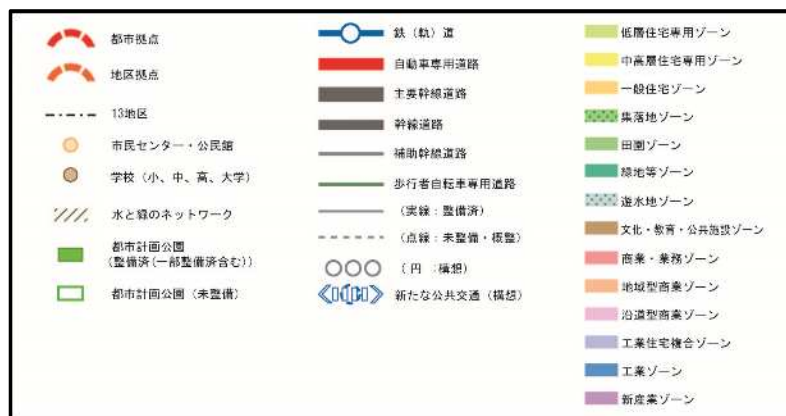 都市拠点
地区拠点
13地区
市民センター・公民館
学校（小、中、高、大学）
水と緑のネットワーク
都市計画公園
（整備済（一部整備済含む））
都市計画公園（未整備）
鉄（軌）道
自動車専用道路
主要幹線道路
幹線道路
補助幹線道路
歩行者自転車専用道路
（実線：整備済）
（点線：未整備・概整）
（円　：構想）
新たな公共交通（構想）
低層住宅専用ゾーン
中高層住宅専用ゾーン
一般住宅ゾーン
集落地ゾーン
田園ゾーン
緑地等ゾーン
遊水地ゾーン
文化・教育・公共施設ゾーン
商業・業務ゾーン
地域型商業ゾーン
沿道型商業ゾーン
工業住宅複合ゾーン
工業ゾーン
新産業ゾーン